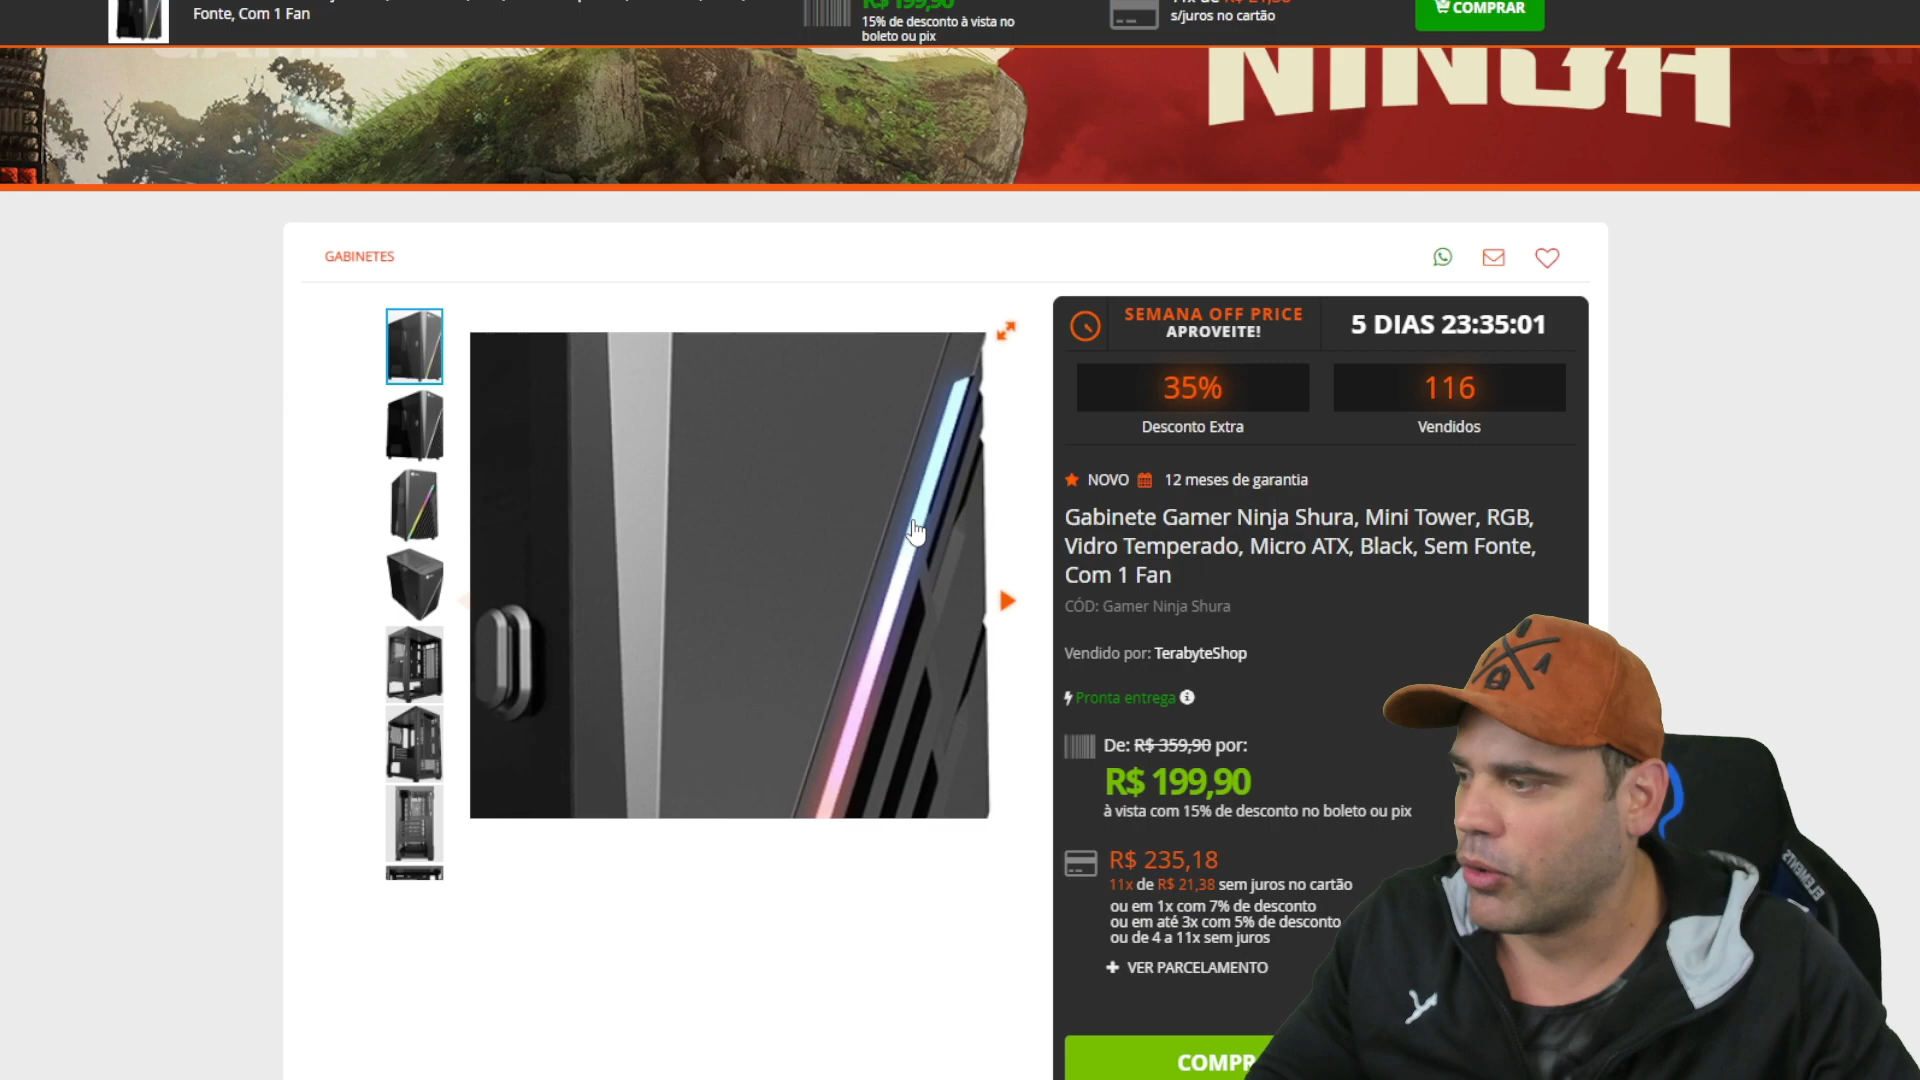 Fonte, Com 1 Fan
R$ 199,90
15% de desconto à vista no
boleto ou pix
s/juros no cartão
COMPRAR
NINJA
GABINETES
SEMANA OFF PRICE
APROVEITE!
5 DIAS 23:35:01
35%
Desconto Extra
116
Vendidos
NOVO
12 meses de garantia
Gabinete Gamer Ninja Shura, Mini Tower, RGB,
Vidro Temperado, Micro ATX, Black, Sem Fonte,
Com 1 Fan
CÓD: Gamer Ninja Shura
Vendido por: TerabyteShop
Pronta entrega
De: R$ 359,90 por:
R$ 199,90
à vista com 15% de desconto no boleto ou pix
R$ 235,18
11x de R$ 21,38 sem juros no cartão
ou em 1x com 7% de desconto
ou em até 3x com 5% de desconto
ou de 4 a 11x sem juros
VER PARCELAMENTO
COMPR
ELEMENTS